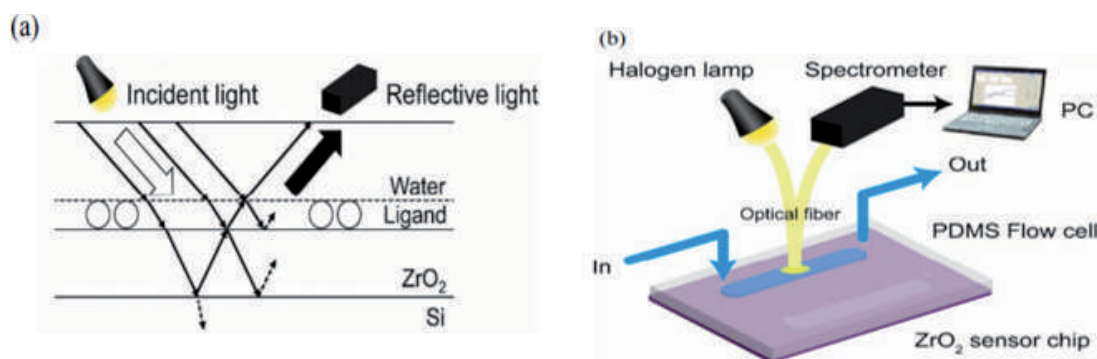 (a)
Incident light
Reflective light
Water
Ligand
ZrO₂
Si
(b)
Halogen lamp
Spectrometer
PC
Out
Optical fiber
PDMS Flow cell
In
ZrO₂ sensor chip